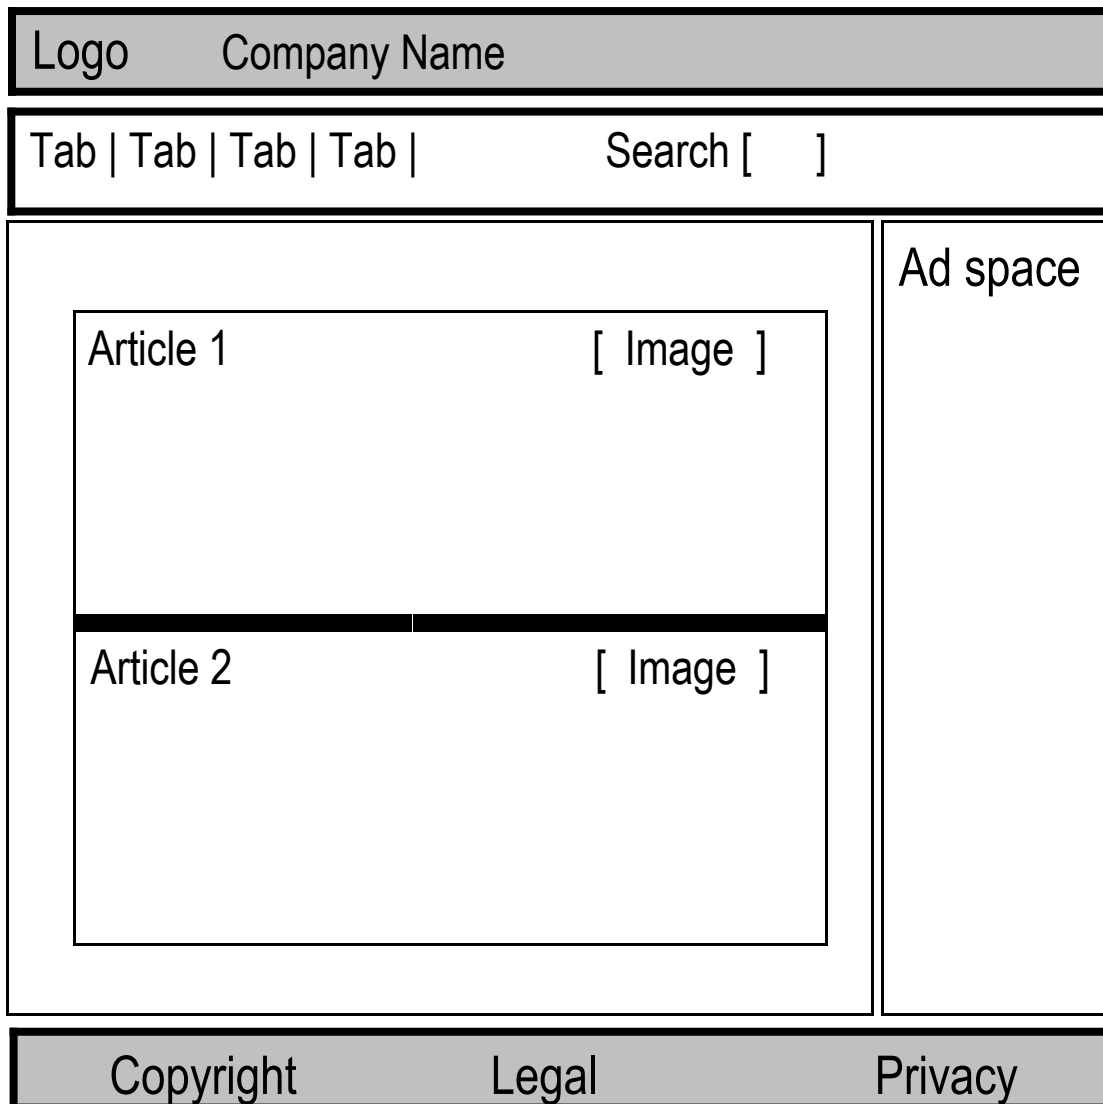 Logo Company Name
Tab | Tab | Tab | Tab | Search [ ]
Ad space
Article 1 [ Image ]
Article 2 [ Image ]
Copyright Legal Privacy